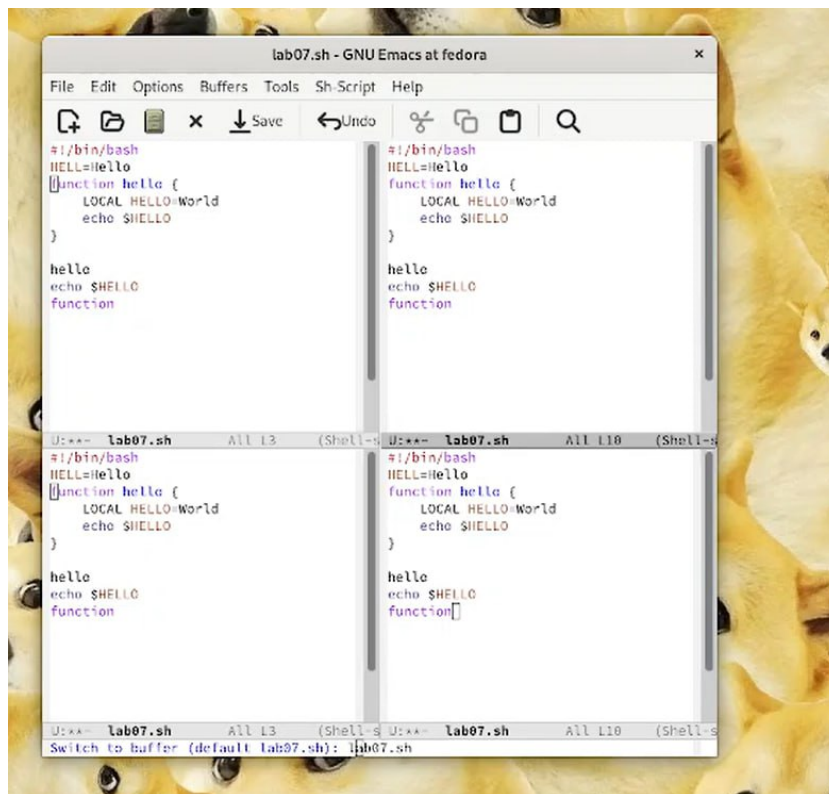 lab07.sh - GNU Emacs at fedora
File Edit Options Buffers Tools Sh-Script Help
Save Undo
#!/bin/bash
HELL=Hello
function hello {
LOCAL HELLO=World
echo $HELLO
}
hello
echo $HELLO
function
U:**- lab07.sh All L3 (Shell-s
#!/bin/bash
HELL=Hello
function hello {
LOCAL HELLO=World
echo $HELLO
}
hello
echo $HELLO
function
U:**- lab07.sh All L10 (Shell-s
#!/bin/bash
HELL=Hello
function hello {
LOCAL HELLO=World
echo $HELLO
}
hello
echo $HELLO
function
U:**- lab07.sh All L3 (Shell-s
#!/bin/bash
HELL=Hello
function hello {
LOCAL HELLO=World
echo $HELLO
}
hello
echo $HELLO
function
U:**- lab07.sh All L10 (Shell-s
Switch to buffer (default lab07.sh): lab07.sh